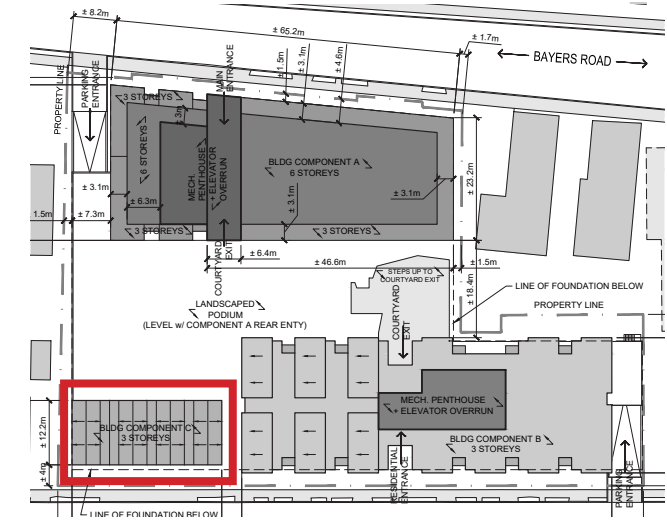 ± 8.2m
± 65.2m
± 1.7m
BAYERS ROAD
PROPERTY LINE
PARKING
ENTRANCE
MAIN
ENTRANCE
± 1.5m
± 3.1m
± 4.6m
3 STOREYS
6 STOREYS
MECH.
PENTHOUSE
+ ELEVATOR
OVERRUN
BLDG COMPONENT A
6 STOREYS
± 3.1m
± 6.3m
± 3.1m
± 3.1m
± 23.2m
1.5m
± 7.3m
3 STOREYS
3 STOREYS
± 6.4m
± 46.6m
± 1.5m
COURTYARD
EXIT
STEPS UP TO
COURTYARD EXIT
± 18.4m
LINE OF FOUNDATION BELOW
PROPERTY LINE
LANDSCAPED
PODIUM
(LEVEL w/ COMPONENT A REAR ENTY)
COURTYARD
EXIT
MECH. PENTHOUSE
+ ELEVATOR OVERRUN
± 12.2m
BLDG COMPONENT C
3 STOREYS
BLDG COMPONENT B
3 STOREYS
± 4m
RESIDENTIAL
ENTRANCE
PARKING
ENTRANCE
LINE OF FOUNDATION BELOW